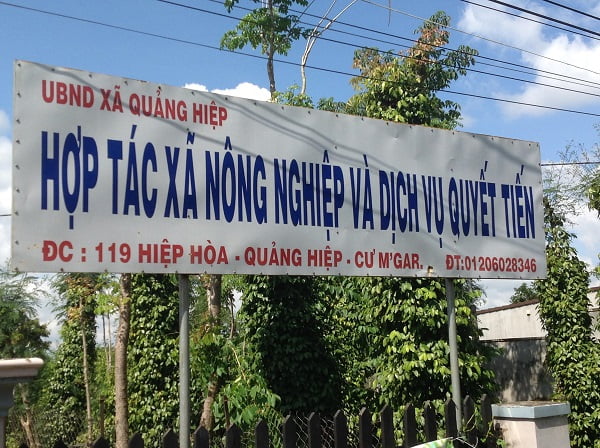 UBND XÃ QUẢNG HIỆP
HỢP TÁC XÃ NÔNG NGHIỆP VÀ DỊCH VỤ QUYẾT TIẾN
ĐC : 119 HIỆP HÒA - QUẢNG HIỆP - CƯ M'GAR. ĐT:01206028346